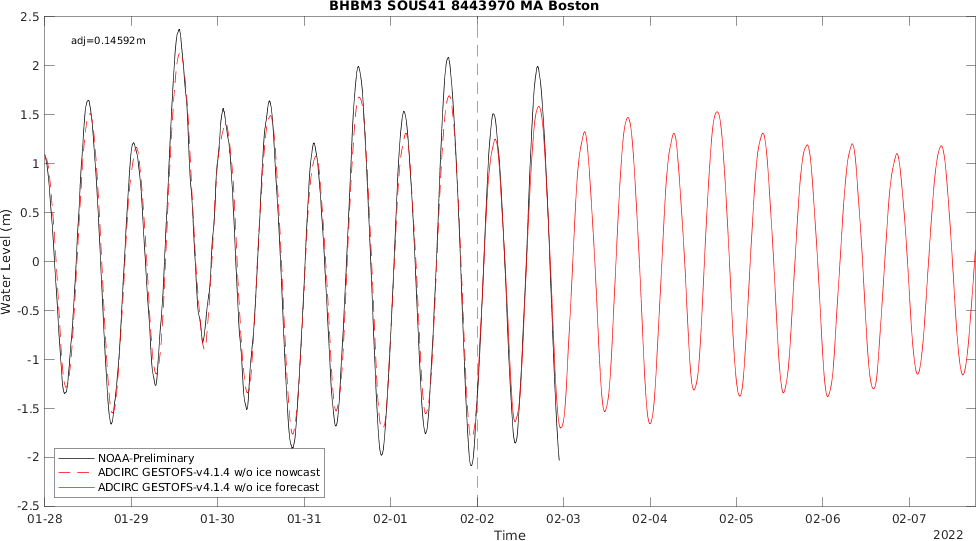 BHBM3 SOUS41 8443970 MA Boston
adj=0.14592m
2.5
2
1.5
1
0.5
0
-0.5
-1
-1.5
-2
-2.5
Water Level (m)
NOAA-Preliminary
ADCIRC GESTOFS-v4.1.4 w/o ice nowcast
ADCIRC GESTOFS-v4.1.4 w/o ice forecast
01-28 01-29 01-30 01-31 02-01 02-02 02-03 02-04 02-05 02-06 02-07
Time
2022